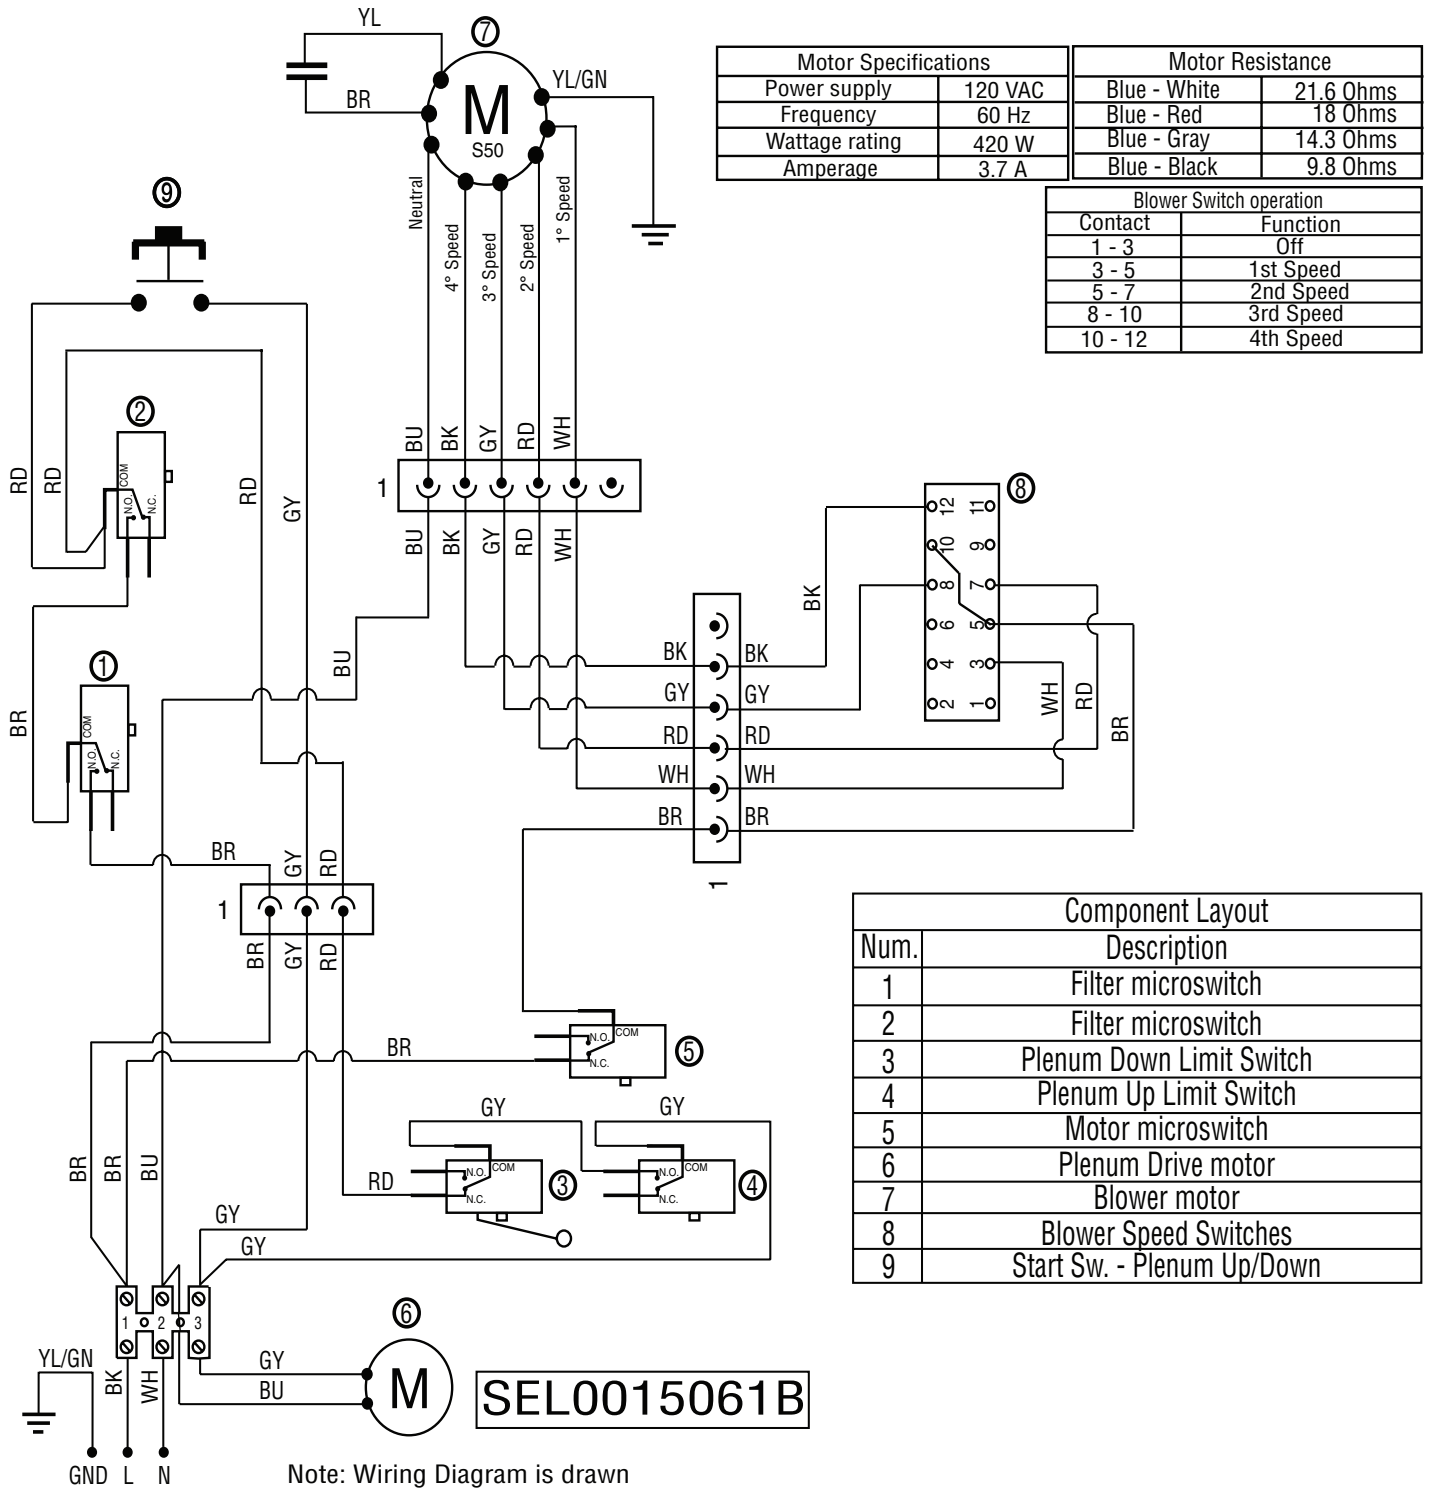 YL
7
YL/GN
BR
M
S50
Motor Specifications
Power supply 120 VAC
Frequency 60 Hz
Wattage rating 420 W
Amperage 3.7 A
Motor Resistance
Blue - White 21.6 Ohms
Blue - Red 18 Ohms
Blue - Gray 14.3 Ohms
Blue - Black 9.8 Ohms
Blower Switch operation
Contact Function
1 - 3 Off
3 - 5 1st Speed
5 - 7 2nd Speed
8 - 10 3rd Speed
10 - 12 4th Speed
9
Neutral
4° Speed
3° Speed
2° Speed
1° Speed
2
RD
RD
COM
N.O.
N.C.
RD
GY
BU
BK
GY
RD
WH
1
BU
BK
GY
RD
WH
8
12 11
10 9
8 7
6 5
4 3
2 1
BK
WH
RD
BR
BU
BK BK
GY GY
RD RD
WH WH
BR BR
1
1
BR
COM
N.O.
N.C.
BR
GY
RD
1
BR
GY
RD
BR
N.O.
COM
N.C.
5
GY
GY
RD
N.O.
COM
N.C.
3
N.O.
COM
N.C.
4
BR
BR
BU
GY
GY
1 2 3
6
M
GY
BU
YL/GN
BK
WH
GND L N
SEL0015061B
Note: Wiring Diagram is drawn
Component Layout
Num. Description
1 Filter microswitch
2 Filter microswitch
3 Plenum Down Limit Switch
4 Plenum Up Limit Switch
5 Motor microswitch
6 Plenum Drive motor
7 Blower motor
8 Blower Speed Switches
9 Start Sw. - Plenum Up/Down